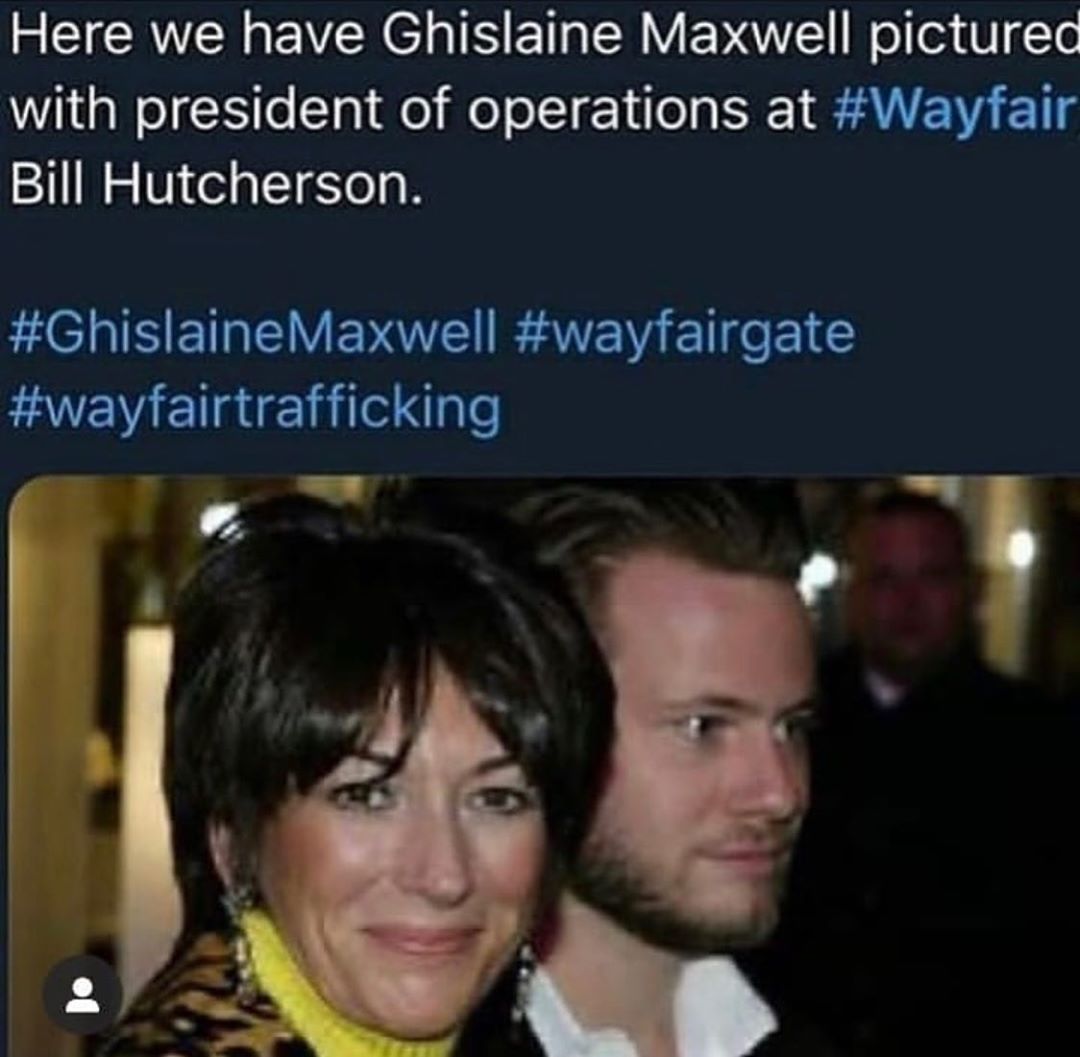 Here we have Ghislaine Maxwell pictured
with president of operations at #Wayfair
Bill Hutcherson.
#GhislaineMaxwell #wayfairgate
#wayfairtrafficking